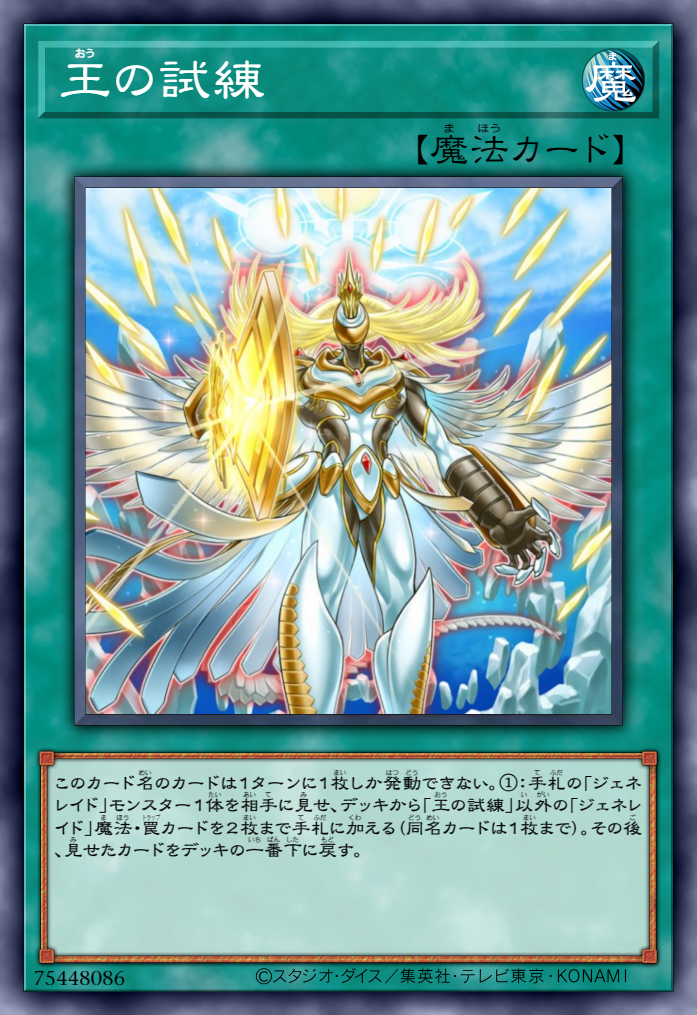 王の試練
魔
【魔法カード】
このカード名のカードは1ターンに1枚しか発動できない。①:手札の「ジェネ
レイド」モンスター1体を相手に見せ、デッキから「王の試練」以外の「ジェネレ
イド」魔法・罠カードを2枚まで手札に加える(同名カードは1枚まで)。その後
、見せたカードをデッキの一番下に戻す。
75448086
©スタジオ・ダイス/集英社・テレビ東京・KONAMI